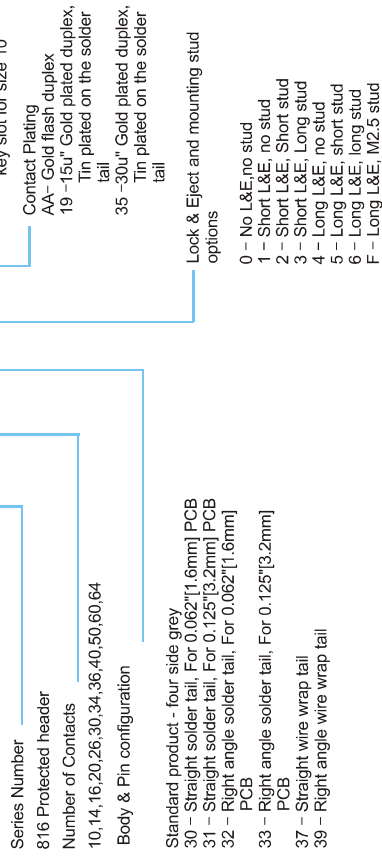 Series Number
816 Protected header
Number of Contacts
10,14,16,20,26,30,34,36,40,50,60,64
Body & Pin configuration
Standard product - four side grey
30 – Straight solder tail, For 0.062"[1.6mm] PCB
31 – Straight solder tail, For 0.125"[3.2mm] PCB
32 – Right angle solder tail, For 0.062"[1.6mm]
PCB
33 – Right angle solder tail, For 0.125"[3.2mm]
PCB
37 – Straight wire wrap tail
39 – Right angle wire wrap tail
key slot for size 10
Contact Plating
AA– Gold flash duplex
19 –15u" Gold plated duplex,
Tin plated on the solder
tail
35 –30u" Gold plated duplex,
Tin plated on the solder
tail
Lock & Eject and mounting stud
options
0 – No L&E,no stud
1 – Short L&E, no stud
2 – Short L&E, Short stud
3 – Short L&E, Long stud
4 – Long L&E, no stud
5 – Long L&E, short stud
6 – Long L&E, long stud
F – Long L&E, M2.5 stud